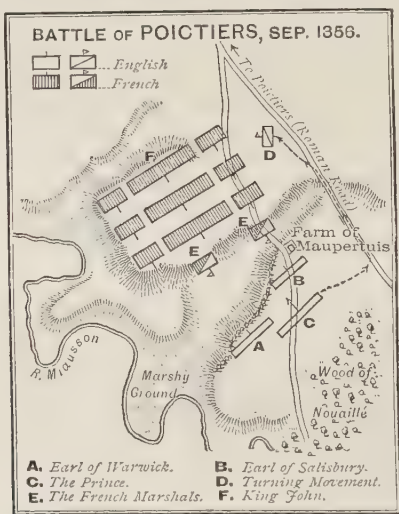 BATTLE OF POICTIERS, SEP. 1356.
...English
...French
To Poictiers (Roman Road)
F
D
E
Farm of
Maupertuis
E
B
C
A
R. Miausson
Marshy
Ground
Wood of
Nouaillé
A. Earl of Warwick.
B. Earl of Salisbury.
C. The Prince.
D. Turning Movement.
E. The French Marshals.
F. King John.